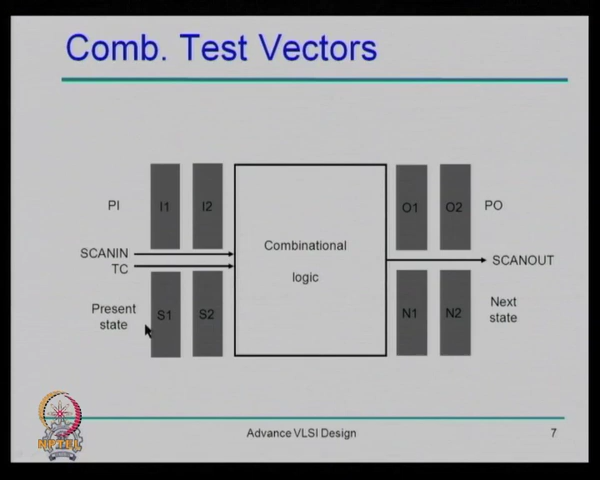 Comb. Test Vectors
PI
I1
I2
O1
O2
PO
SCANIN
TC
Combinational
logic
SCANOUT
Present
state
S1
S2
N1
N2
Next
state
NPTEL
Advance VLSI Design
7